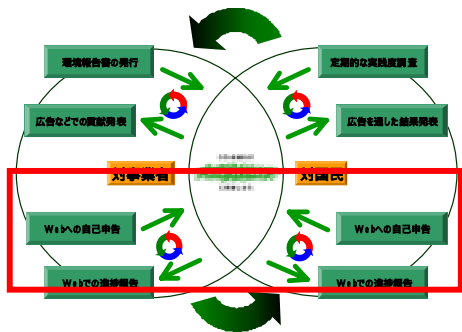 環境報告書の発行
定期的な実践度調査
広告などでの貢献発表
広告を通した結果発表
対事業者
対国民
Webへの自己申告
Webへの自己申告
Webでの進捗報告
Webでの進捗報告